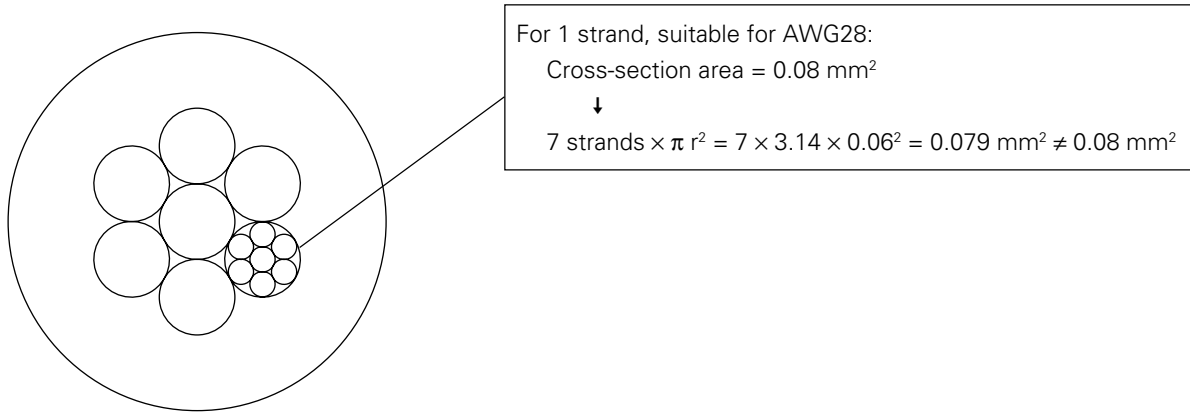 For 1 strand, suitable for AWG28:
Cross-section area = 0.08 mm²
↓
7 strands × π r² = 7 × 3.14 × 0.06² = 0.079 mm² ≠ 0.08 mm²